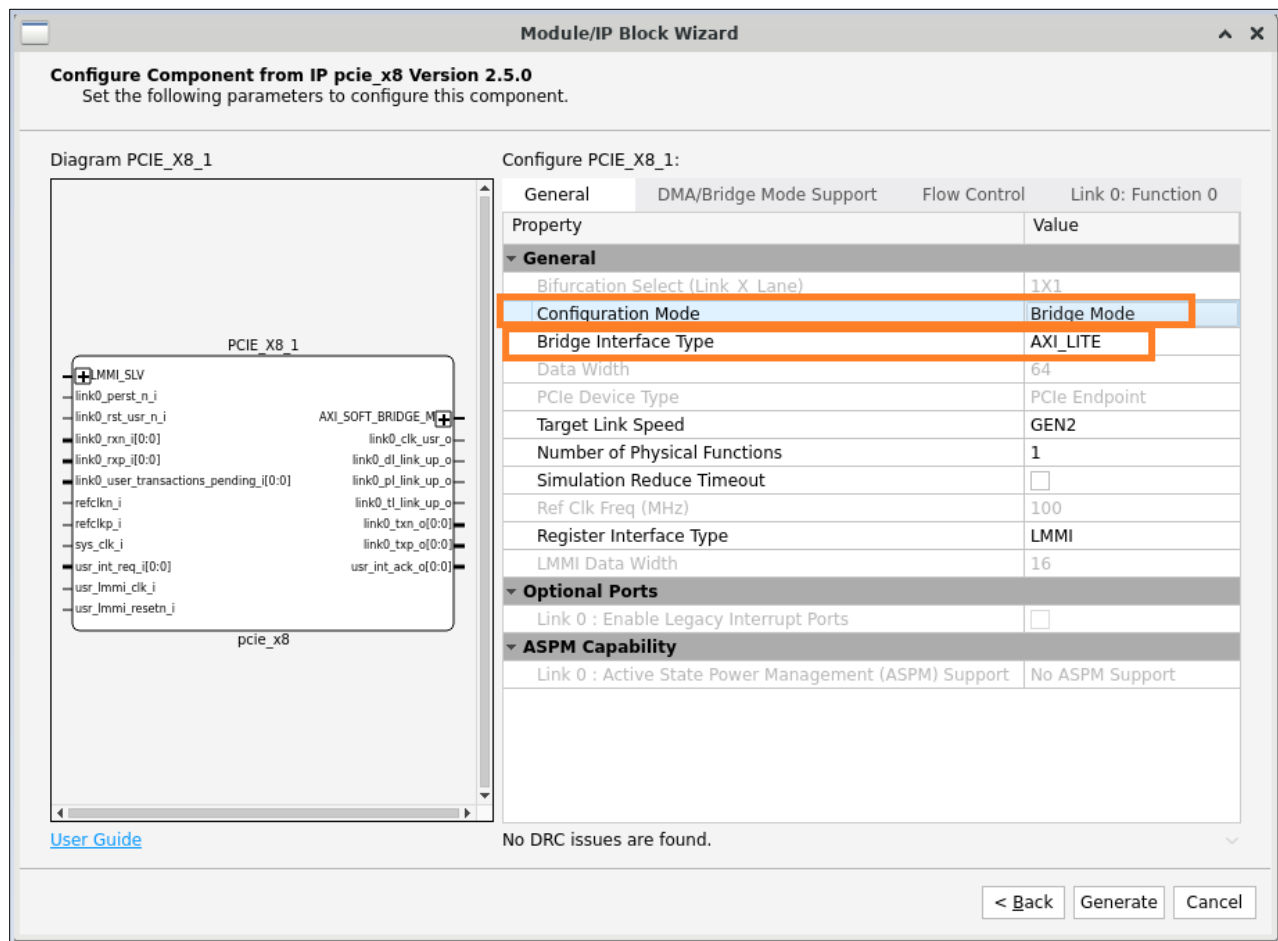 Module/IP Block Wizard
Configure Component from IP pcie_x8 Version 2.5.0
Set the following parameters to configure this component.
Diagram PCIE_X8_1
PCIE_X8_1
LMMI_SLV
link0_perst_n_i
link0_rst_usr_n_i
link0_rxn_i[0:0]
link0_rxp_i[0:0]
link0_user_transactions_pending_i[0:0]
refclkn_i
refclkp_i
sys_clk_i
usr_int_req_i[0:0]
usr_lmmi_clk_i
usr_lmmi_resetn_i
AXI_SOFT_BRIDGE_M
link0_clk_usr_o
link0_dl_link_up_o
link0_pl_link_up_o
link0_tl_link_up_o
link0_txn_o[0:0]
link0_txp_o[0:0]
usr_int_ack_o[0:0]
pcie_x8
User Guide
Configure PCIE_X8_1:
General DMA/Bridge Mode Support Flow Control Link 0: Function 0
Property Value
General
Bifurcation Select (Link_X_Lane) 1X1
Configuration Mode Bridge Mode
Bridge Interface Type AXI_LITE
Data Width 64
PCIe Device Type PCIe Endpoint
Target Link Speed GEN2
Number of Physical Functions 1
Simulation Reduce Timeout
Ref Clk Freq (MHz) 100
Register Interface Type LMMI
LMMI Data Width 16
Optional Ports
Link 0 : Enable Legacy Interrupt Ports
ASPM Capability
Link 0 : Active State Power Management (ASPM) Support No ASPM Support
No DRC issues are found.
< Back Generate Cancel